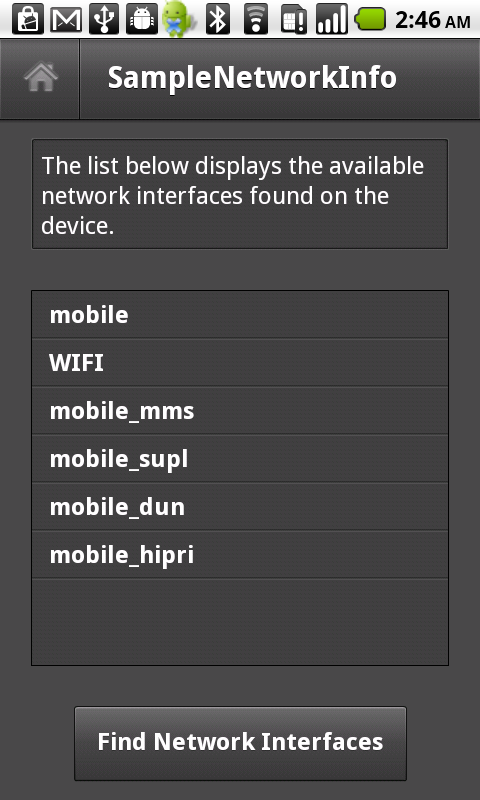 2:46 AM
SampleNetworkInfo
The list below displays the available
network interfaces found on the
device.
mobile
WIFI
mobile_mms
mobile_supl
mobile_dun
mobile_hipri
Find Network Interfaces